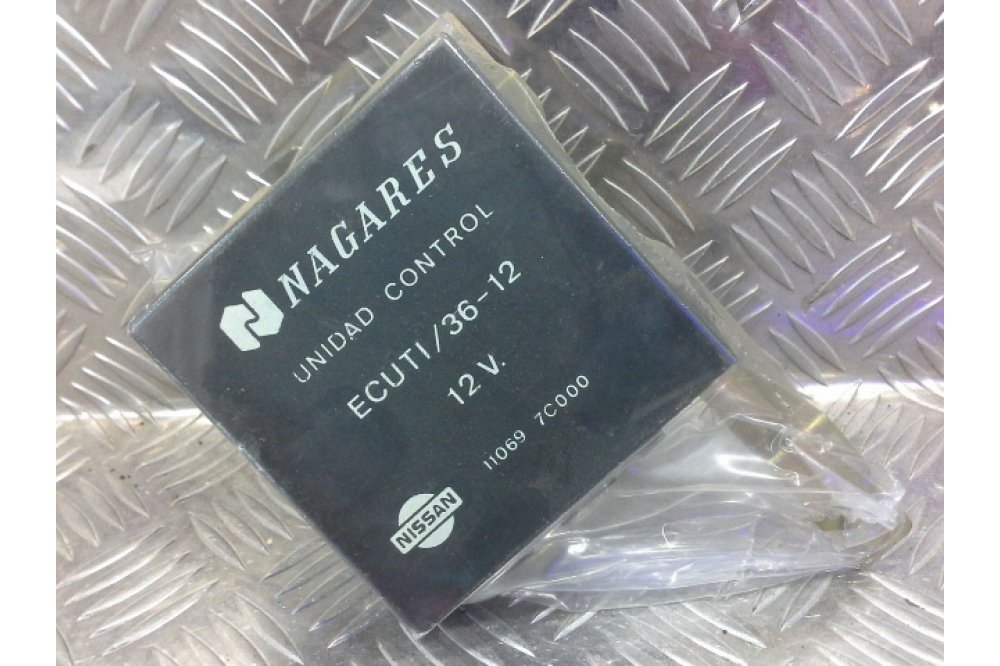 NAGARES
UNIDAD CONTROL
ECUTI/36-12
12 V.
11069 7C000
NISSAN